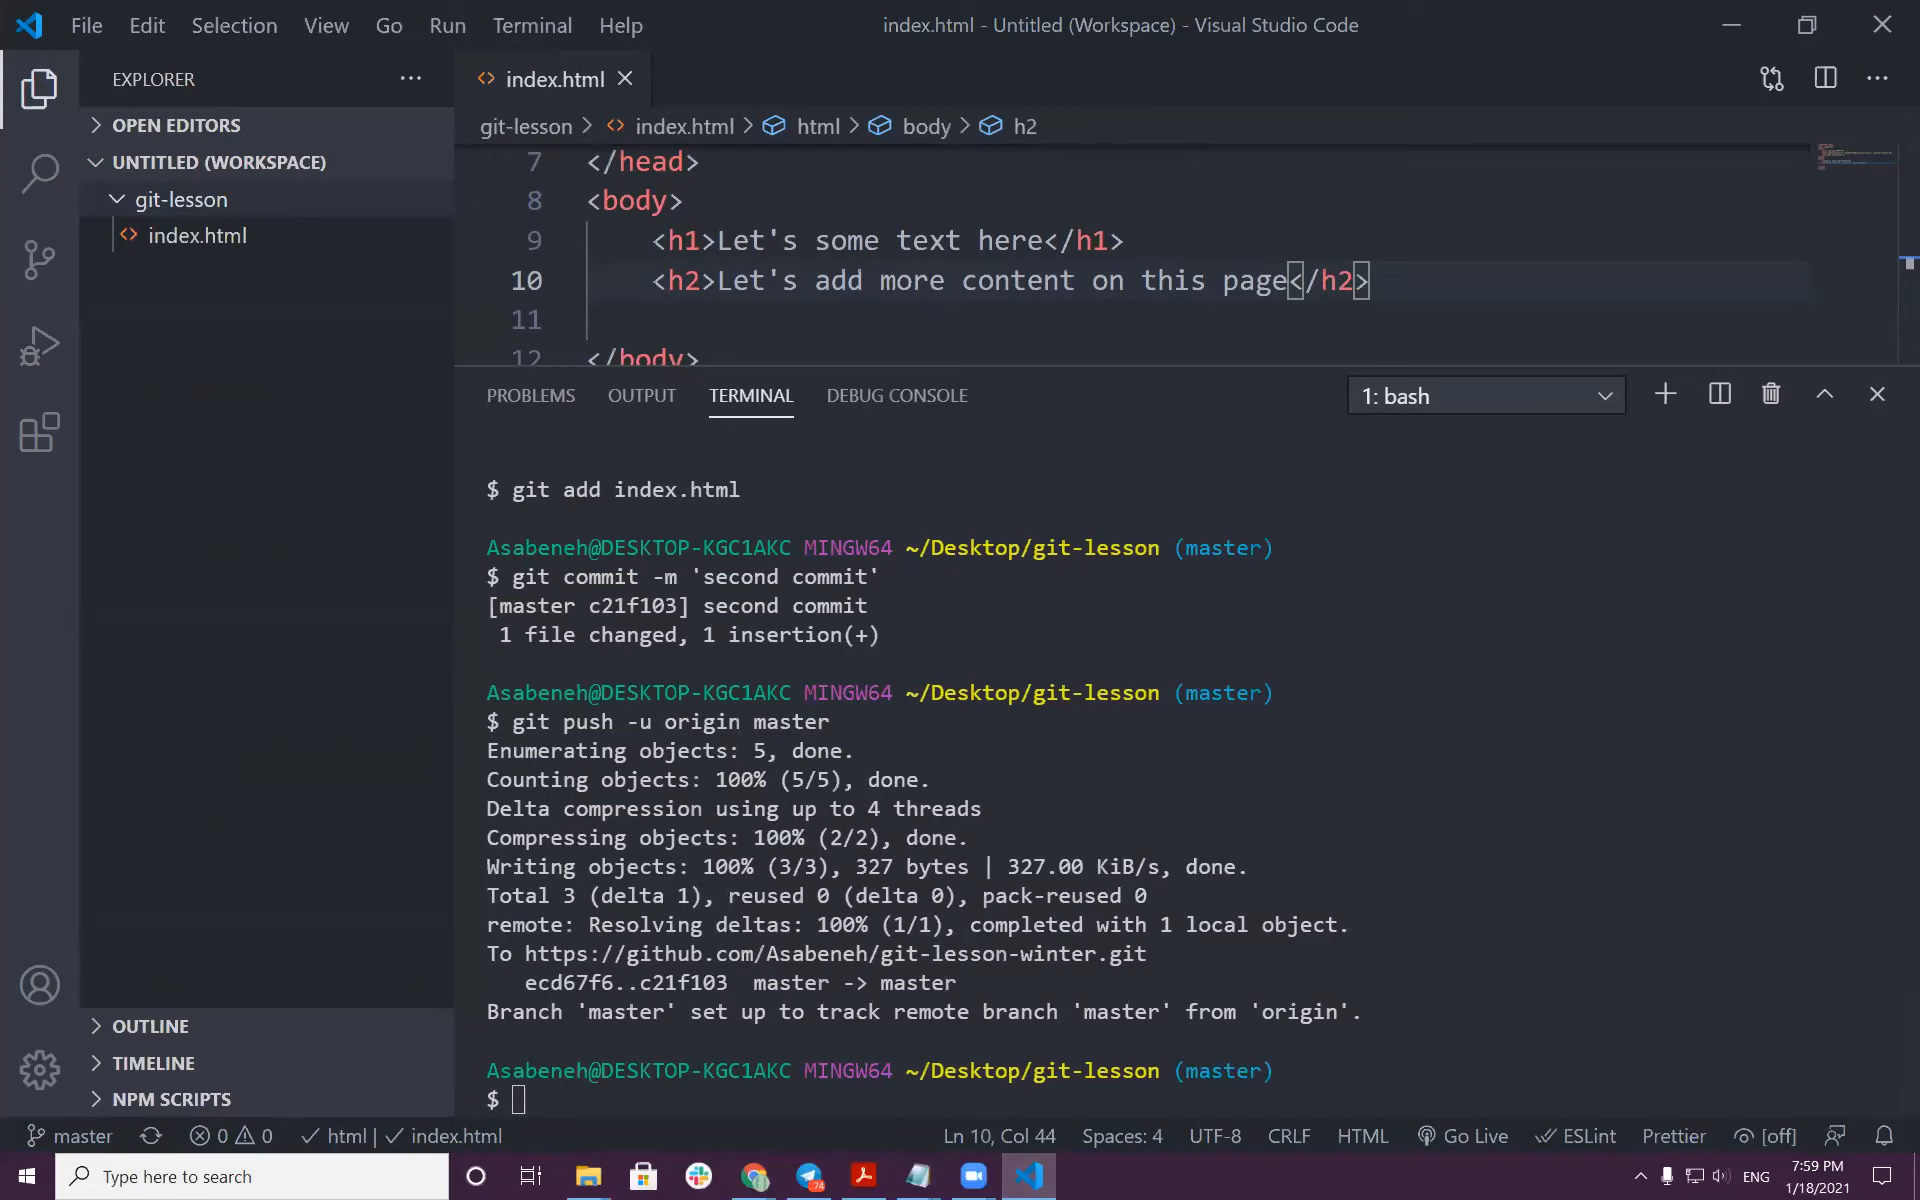 File Edit Selection View Go Run Terminal Help
index.html - Untitled (Workspace) - Visual Studio Code
EXPLORER
index.html
OPEN EDITORS
UNTITLED (WORKSPACE)
git-lesson
index.html
git-lesson > index.html > html > body > h2
7 </head>
8 <body>
9 <h1>Let's some text here</h1>
10 <h2>Let's add more content on this page</h2>
11
12 </body>
PROBLEMS OUTPUT TERMINAL DEBUG CONSOLE
1: bash
$ git add index.html
Asabeneh@DESKTOP-KGC1AKC MINGW64 ~/Desktop/git-lesson (master)
$ git commit -m 'second commit'
[master c21f103] second commit
1 file changed, 1 insertion(+)
Asabeneh@DESKTOP-KGC1AKC MINGW64 ~/Desktop/git-lesson (master)
$ git push -u origin master
Enumerating objects: 5, done.
Counting objects: 100% (5/5), done.
Delta compression using up to 4 threads
Compressing objects: 100% (2/2), done.
Writing objects: 100% (3/3), 327 bytes | 327.00 KiB/s, done.
Total 3 (delta 1), reused 0 (delta 0), pack-reused 0
remote: Resolving deltas: 100% (1/1), completed with 1 local object.
To https://github.com/Asabeneh/git-lesson-winter.git
ecd67f6..c21f103 master -> master
Branch 'master' set up to track remote branch 'master' from 'origin'.
Asabeneh@DESKTOP-KGC1AKC MINGW64 ~/Desktop/git-lesson (master)
$
OUTLINE
TIMELINE
NPM SCRIPTS
master 0 0 html | index.html
Ln 10, Col 44 Spaces: 4 UTF-8 CRLF HTML Go Live ESLint Prettier [off]
Type here to search
74
ENG
7:59 PM
1/18/2021